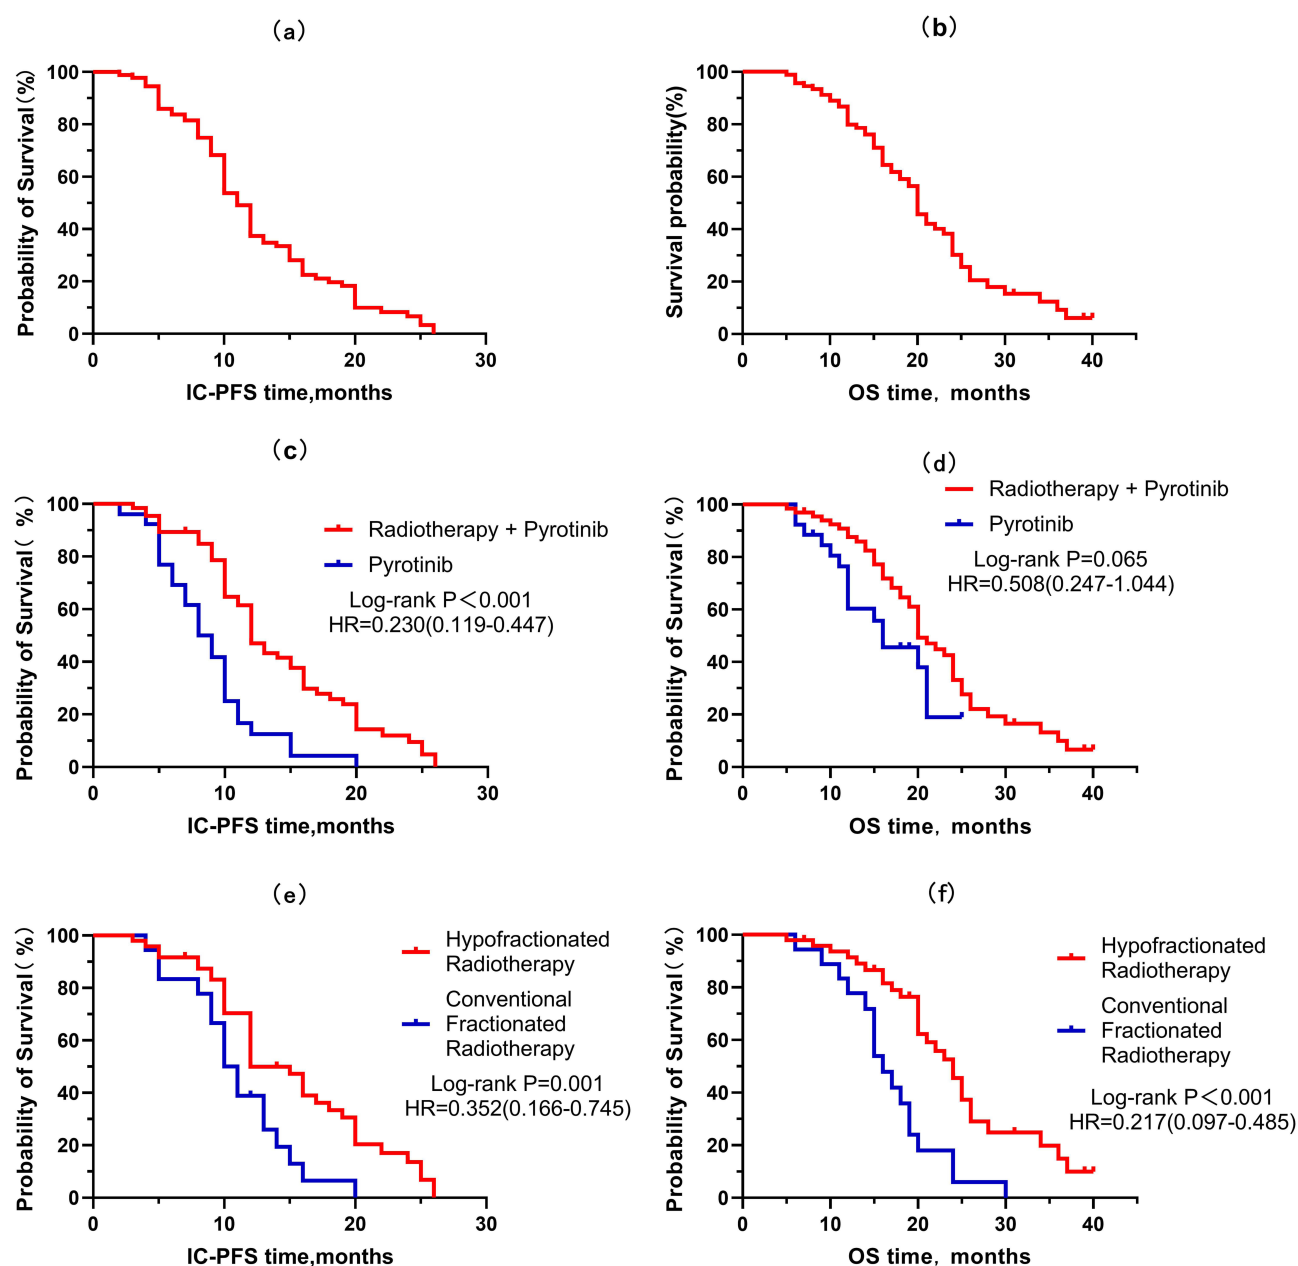 (a)
Probability of Survival(%)
100
80
60
40
20
0
0 10 20 30
IC-PFS time,months
(b)
Survival probability(%)
100
80
60
40
20
0
0 10 20 30 40
OS time, months
(c)
Probability of Survival( %)
100
80
60
40
20
0
0 10 20 30
IC-PFS time,months
Radiotherapy + Pyrotinib
Pyrotinib
Log-rank P<0.001
HR=0.230(0.119-0.447)
(d)
Probability of Survival( %)
100
80
60
40
20
0
0 10 20 30 40
OS time, months
Radiotherapy + Pyrotinib
Pyrotinib
Log-rank P=0.065
HR=0.508(0.247-1.044)
(e)
Probability of Survival( %)
100
80
60
40
20
0
0 10 20 30
IC-PFS time,months
Hypofractionated
Radiotherapy
Conventional
Fractionated
Radiotherapy
Log-rank P=0.001
HR=0.352(0.166-0.745)
(f)
Probability of Survival( %)
100
80
60
40
20
0
0 10 20 30 40
OS time, months
Hypofractionated
Radiotherapy
Conventional
Fractionated
Radiotherapy
Log-rank P<0.001
HR=0.217(0.097-0.485)